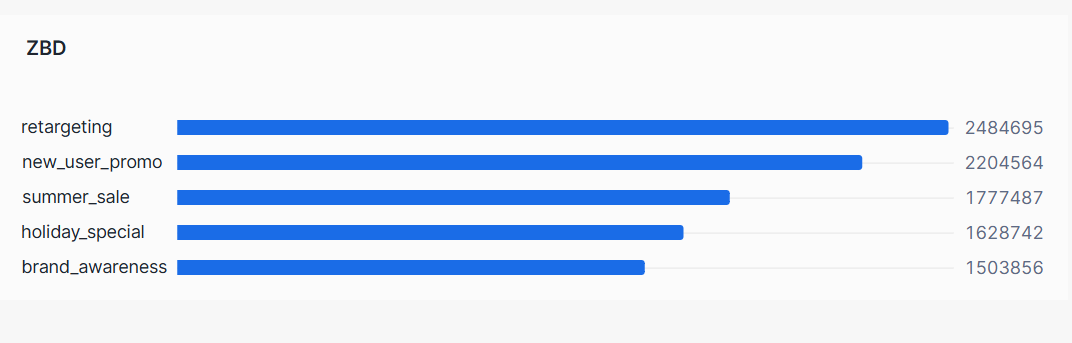 ZBD
retargeting 2484695
new_user_promo 2204564
summer_sale 1777487
holiday_special 1628742
brand_awareness 1503856